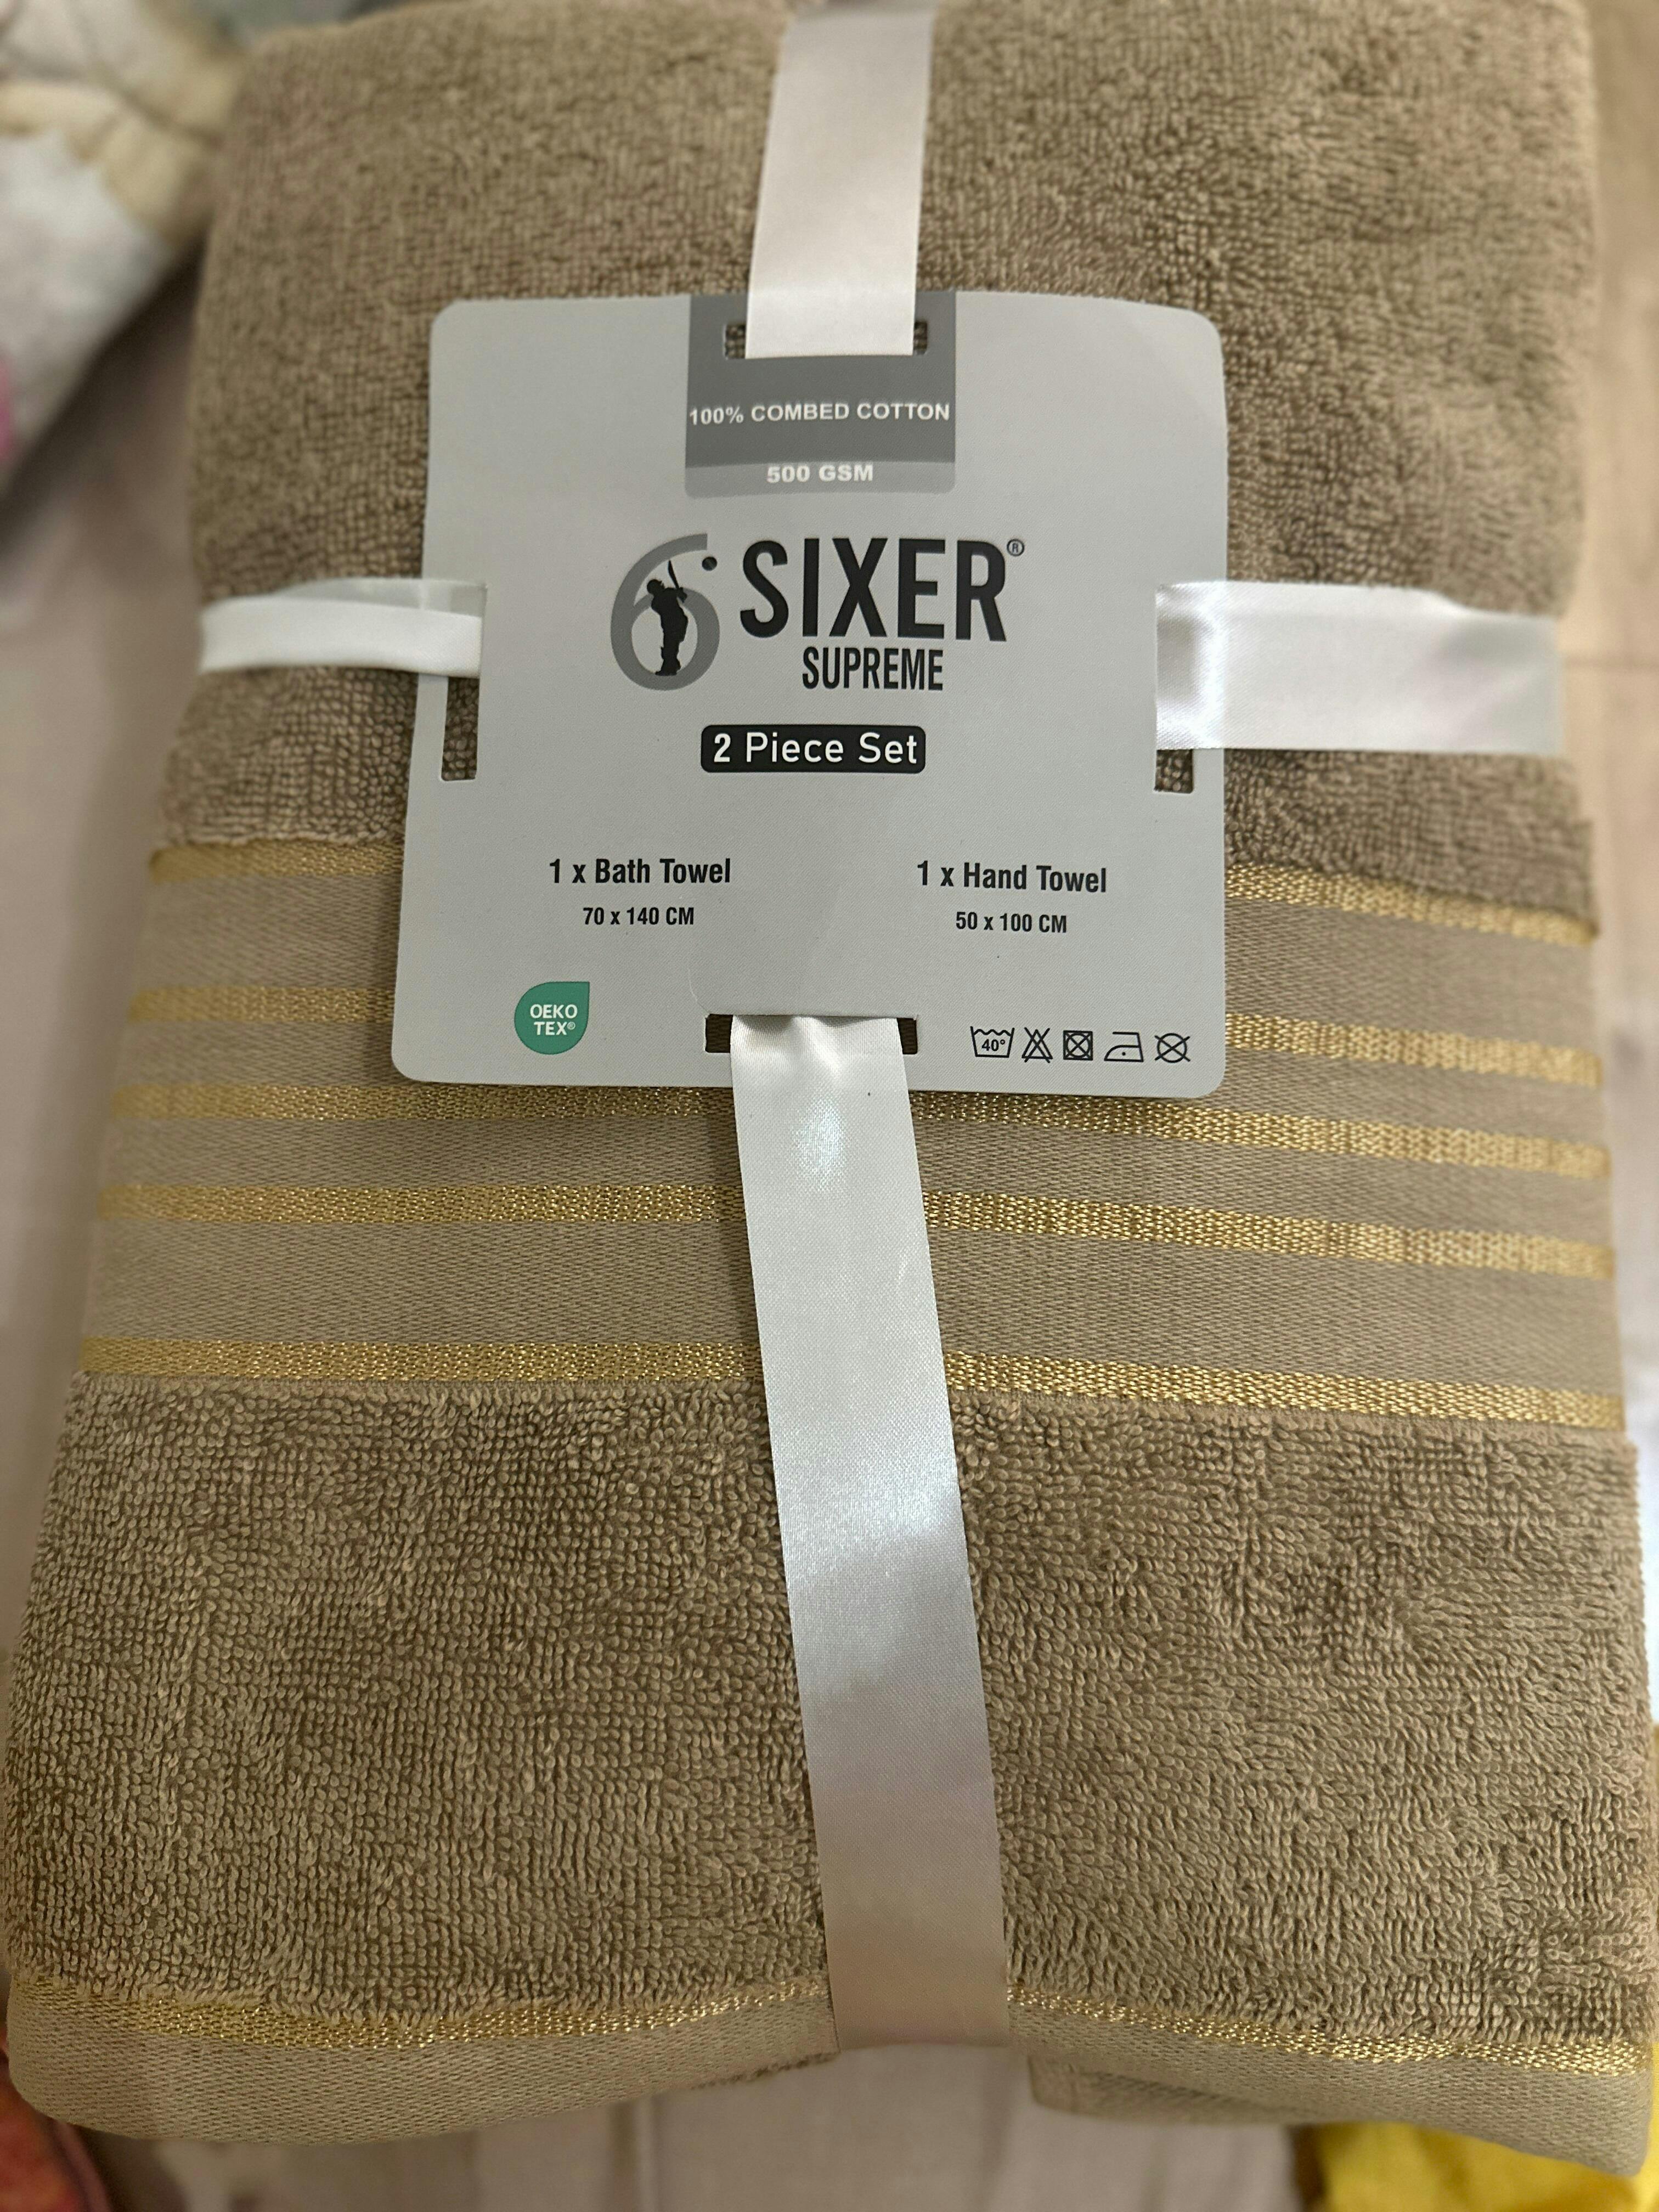 100% COMBED COTTON
500 GSM
6 SIXER®
SUPREME
2 Piece Set
1 x Bath Towel
70 x 140 CM
1 x Hand Towel
50 x 100 CM
OEKO
TEX®
40°